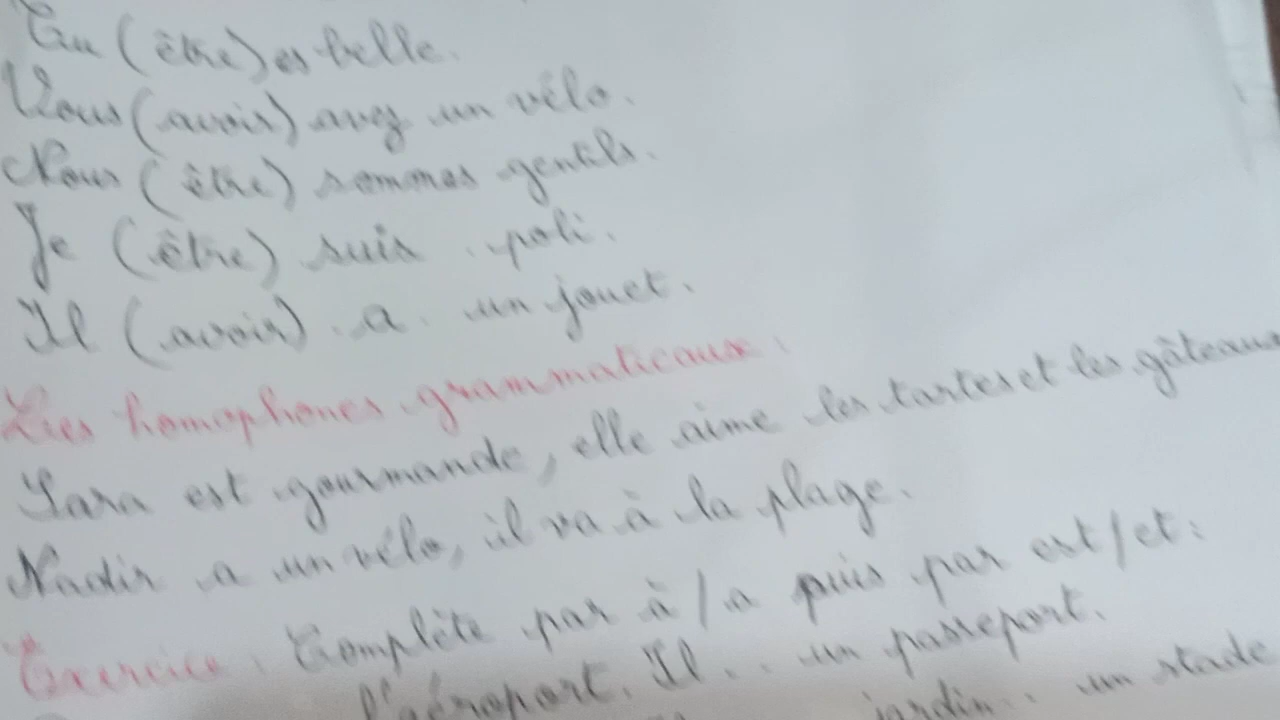 Tu (être) es belle.
Vous (avoir) avez un vélo.
Nous (être) sommes gentils.
Je (être) suis poli.
Il (avoir) . a . un jouet.
Les homophones grammaticaux :
Sara est gourmande, elle aime les tartes et les gâteaux
Nadir a un vélo, il va à la plage.
Exercice : Complète par à / a puis par est / et :
l'aéroport. Il .. un passeport.
jardin .. un stade